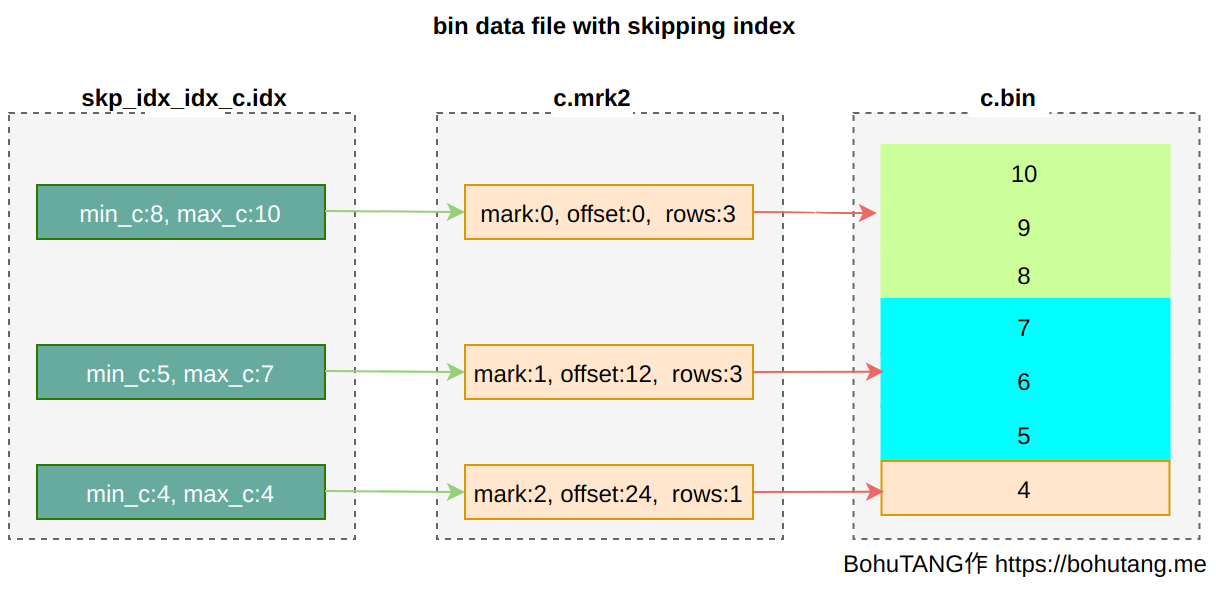 bin data file with skipping index
skp_idx_idx_c.idx
c.mrk2
c.bin
min_c:8, max_c:10
mark:0, offset:0, rows:3
10
9
8
min_c:5, max_c:7
mark:1, offset:12, rows:3
7
6
5
min_c:4, max_c:4
mark:2, offset:24, rows:1
4
BohuTANG作 https://bohutang.me